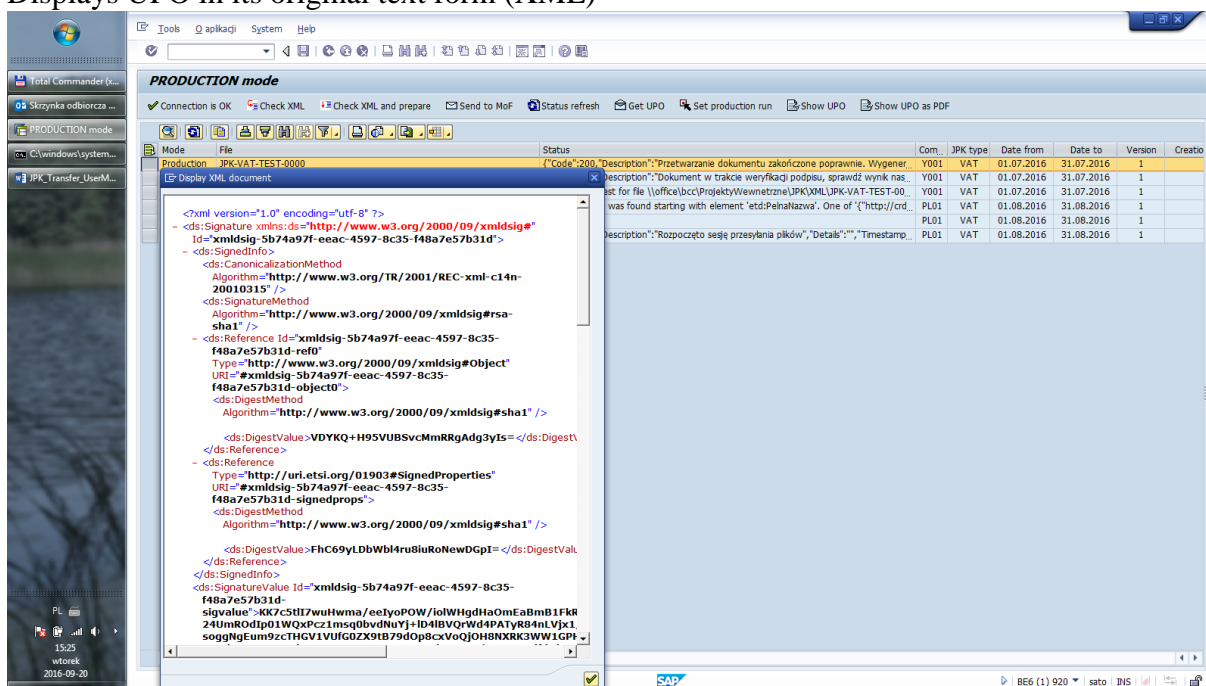 Displays UPO in its original text form (XML)
Tools Q aplikacji System Help
PRODUCTION mode
Connection is OK Check XML Check XML and prepare Send to MoF Status refresh Get UPO Set production run Show UPO Show UPO as PDF
Mode File Status Com... JPK type Date from Date to Version Creatio
Production JPK-VAT-TEST-0000 {"Code":200,"Description":"Przetwarzanie dokumentu zakończone poprawnie. Wygener... Y001 VAT 01.07.2016 31.07.2016 1
Description":"Dokument w trakcie weryfikacji podpisu, sprawdź wynik nas... Y001 VAT 01.07.2016 31.07.2016 1
est for file \\office\bcc\ProjektyWewnetrzne\JPK\XML\JPK-VAT-TEST-00... Y001 VAT 01.07.2016 31.07.2016 1
was found starting with element 'etd:PelnaNazwa'. One of '{"http://crd... PL01 VAT 01.08.2016 31.08.2016 1
PL01 VAT 01.08.2016 31.08.2016 1
Description":"Rozpoczęto sesję przesyłania plików","Details":"","Timestamp... PL01 VAT 01.08.2016 31.08.2016 1
Display XML document
<?xml version="1.0" encoding="utf-8" ?>
- <ds:Signature xmlns:ds="http://www.w3.org/2000/09/xmldsig#"
Id="xmldsig-5b74a97f-eeac-4597-8c35-f48a7e57b31d">
- <ds:SignedInfo>
<ds:CanonicalizationMethod
Algorithm="http://www.w3.org/TR/2001/REC-xml-c14n-
20010315" />
<ds:SignatureMethod
Algorithm="http://www.w3.org/2000/09/xmldsig#rsa-
sha1" />
- <ds:Reference Id="xmldsig-5b74a97f-eeac-4597-8c35-
f48a7e57b31d-ref0"
Type="http://www.w3.org/2000/09/xmldsig#Object"
URI="#xmldsig-5b74a97f-eeac-4597-8c35-
f48a7e57b31d-object0">
<ds:DigestMethod
Algorithm="http://www.w3.org/2000/09/xmldsig#sha1" />
<ds:DigestValue>VDYKQ+H95VUBSvcMmRRgAdg3yIs=</ds:DigestV
</ds:Reference>
- <ds:Reference
Type="http://uri.etsi.org/01903#SignedProperties"
URI="#xmldsig-5b74a97f-eeac-4597-8c35-
f48a7e57b31d-signedprops">
<ds:DigestMethod
Algorithm="http://www.w3.org/2000/09/xmldsig#sha1" />
<ds:DigestValue>FhC69yLDbWbl4ru8iuRoNewDGpI=</ds:DigestValu
</ds:Reference>
</ds:SignedInfo>
<ds:SignatureValue Id="xmldsig-5b74a97f-eeac-4597-8c35-
f48a7e57b31d-
sigvalue">KK7c5tlI7wuHwma/eeIyoPOW/iolWHgdHaOmEaBmB1FkR
24UmROdIp01WQxPcz1msq0bvdNuYj+lD4lBVQrWd4PATyR84nLVjx1
soggNgEum9zcTHGV1VUfG0ZX9tB79dOp8cxVoQjOH8NXRK3WW1GPH
Total Commander (x...
Skrzynka odbiorcza ...
PRODUCTION mode
C:\windows\system...
JPK_Transfer_UserM...
PL
15:25
wtorek
2016-09-20
SAP
BE6 (1) 920 sato INS